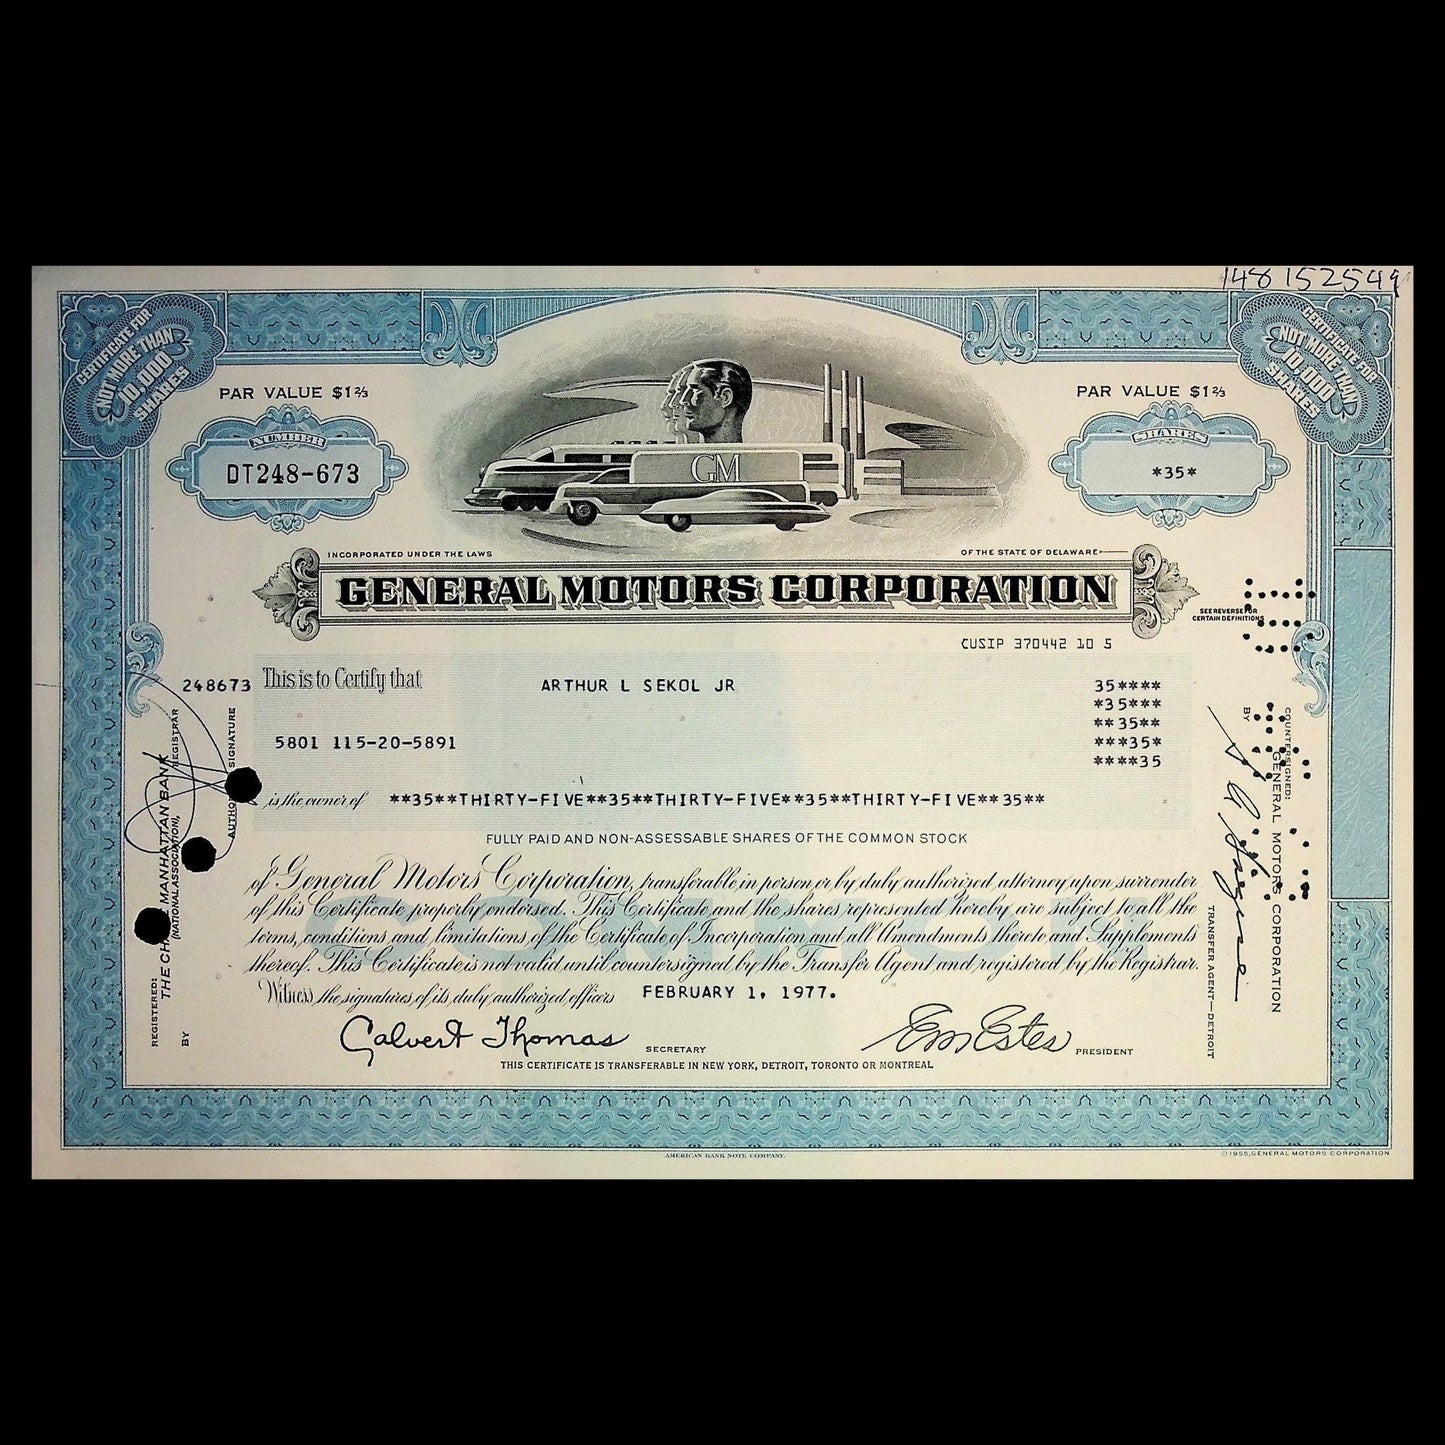 148 152549
CERTIFICATE FOR
NOT MORE THAN
100,000
SHARES
CERTIFICATE FOR
NOT MORE THAN
100,000
SHARES
PAR VALUE $1⅔
PAR VALUE $1⅔
NUMBER
DT248-673
SHARES
*35*
GM
INCORPORATED UNDER THE LAWS
OF THE STATE OF DELAWARE
GENERAL MOTORS CORPORATION
SEE REVERSE FOR
CERTAIN DEFINITIONS
CUSIP 370442 10 5
248673
This is to Certify that
ARTHUR L SEKOL JR
35****
*35***
**35**
***35*
****35
5801 115-20-5891
is the owner of
**35**THIRTY-FIVE**35**THIRTY-FIVE**35**THIRTY-FIVE**35**
FULLY PAID AND NON-ASSESSABLE SHARES OF THE COMMON STOCK
of General Motors Corporation, transferable in person or by duly authorized attorney upon surrender
of this Certificate properly endorsed. This Certificate and the shares represented hereby are subject to all the
terms, conditions and limitations of the Certificate of Incorporation and all Amendments thereto and Supplements
thereof. This Certificate is not valid until countersigned by the Transfer Agent and registered by the Registrar.
Witness the signatures of its duly authorized officers
FEBRUARY 1, 1977.
Calvert Thomas
SECRETARY
EM Estes
PRESIDENT
THIS CERTIFICATE IS TRANSFERABLE IN NEW YORK, DETROIT, TORONTO OR MONTREAL
REGISTERED:
THE CHA MANHATTAN BANK
(NATIONAL ASSOCIATION),
REGISTRAR
BY
AUTHO SIGNATURE
COUNTERSIGNED:
GENERAL MOTORS CORPORATION
BY
TRANSFER AGENT—DETROIT
AMERICAN BANK NOTE COMPANY.
©1955, GENERAL MOTORS CORPORATION